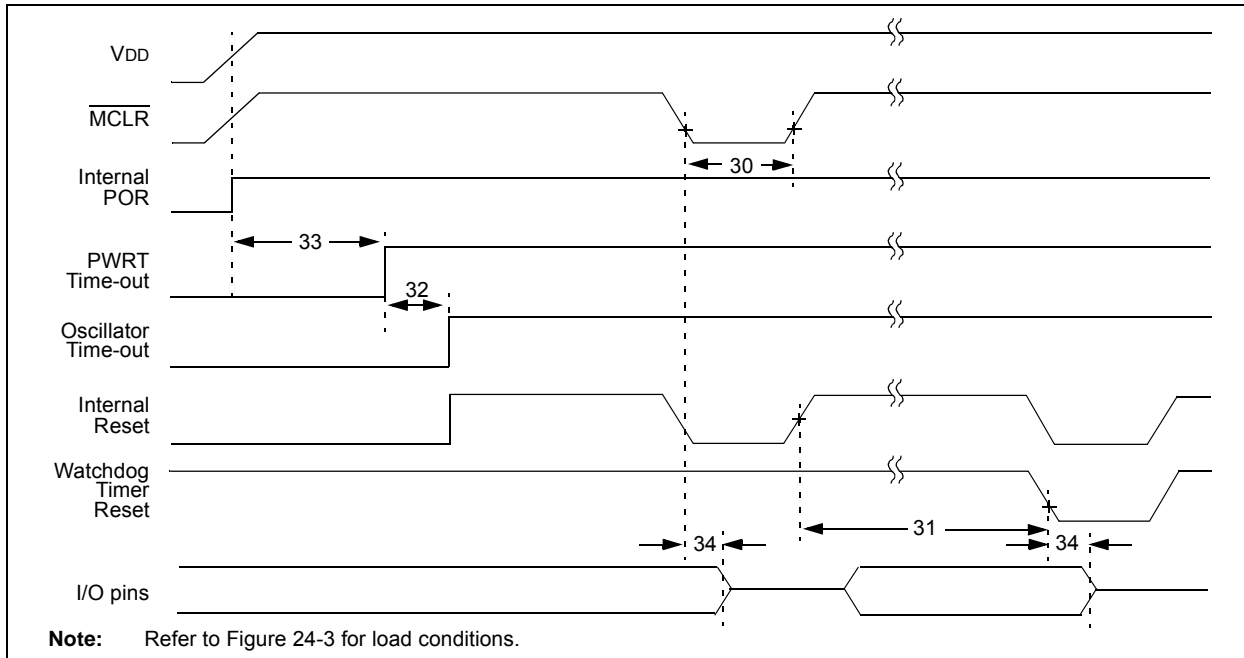 VDD
MCLR
Internal
POR
PWRT
Time-out
Oscillator
Time-out
Internal
Reset
Watchdog
Timer
Reset
I/O pins
30
33
32
31
34
34
Note: Refer to Figure 24-3 for load conditions.